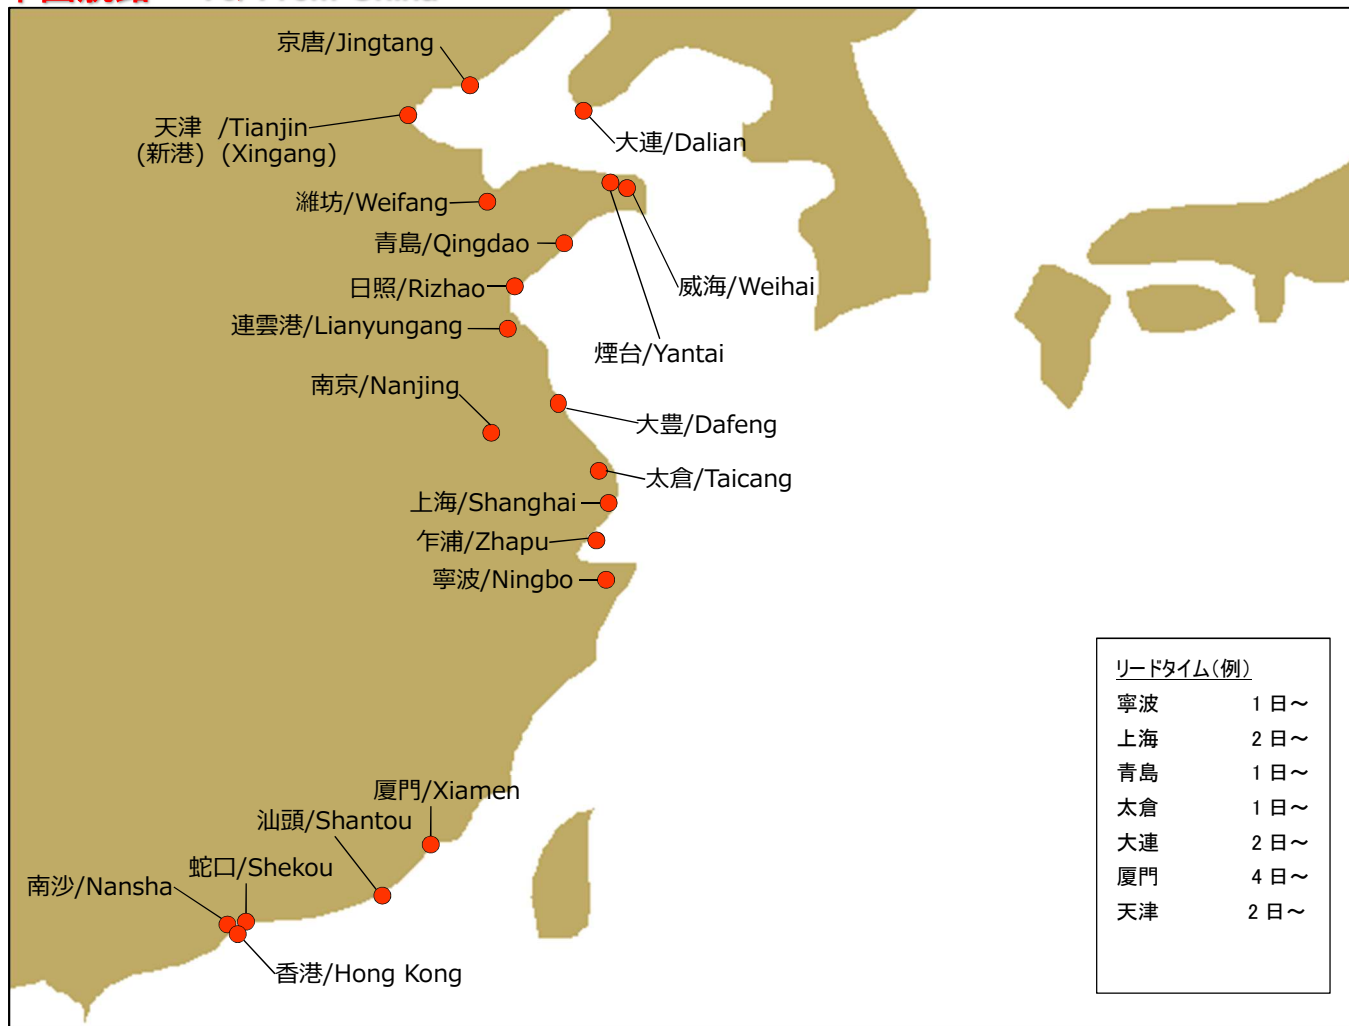 京唐/Jingtang
天津 /Tianjin
(新港) (Xingang)
大連/Dalian
濰坊/Weifang
青島/Qingdao
日照/Rizhao
威海/Weihai
連雲港/Lianyungang
煙台/Yantai
南京/Nanjing
大豊/Dafeng
太倉/Taicang
上海/Shanghai
乍浦/Zhapu
寧波/Ningbo
リードタイム(例)
寧波 1 日～
上海 2 日～
青島 1 日～
太倉 1 日～
大連 2 日～
厦門 4 日～
天津 2 日～
厦門/Xiamen
汕頭/Shantou
蛇口/Shekou
南沙/Nansha
香港/Hong Kong